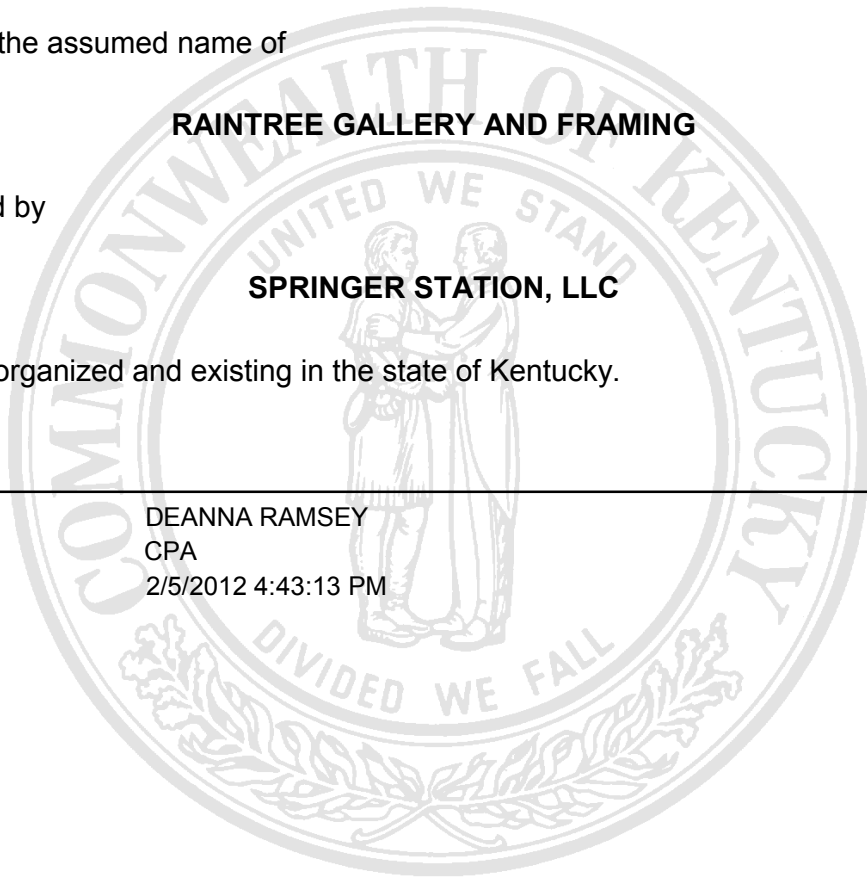 the assumed name of
RAINTREE GALLERY AND FRAMING
d by
SPRINGER STATION, LLC
organized and existing in the state of Kentucky.
DEANNA RAMSEY
CPA
2/5/2012 4:43:13 PM
COMMONWEALTH OF KENTUCKY
UNITED WE STAND
DIVIDED WE FALL